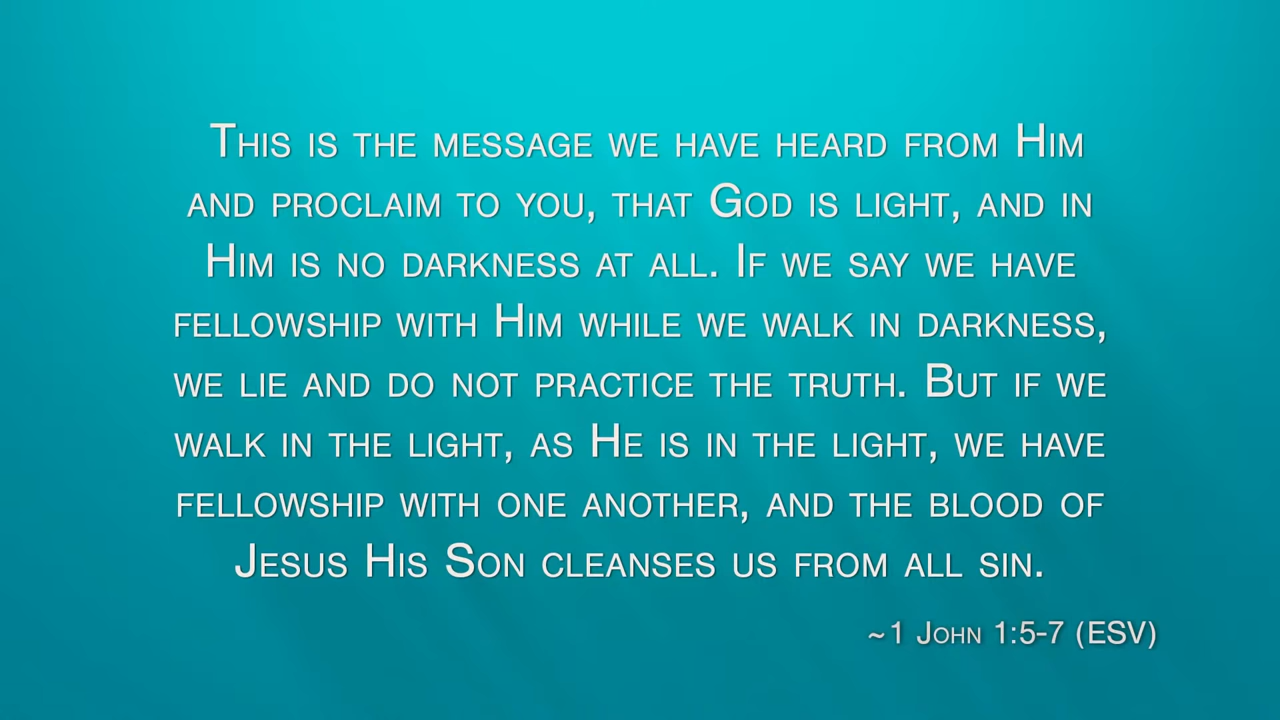 This is the message we have heard from Him
and proclaim to you, that God is light, and in
Him is no darkness at all. If we say we have
fellowship with Him while we walk in darkness,
we lie and do not practice the truth. But if we
walk in the light, as He is in the light, we have
fellowship with one another, and the blood of
Jesus His Son cleanses us from all sin.
~1 John 1:5-7 (ESV)